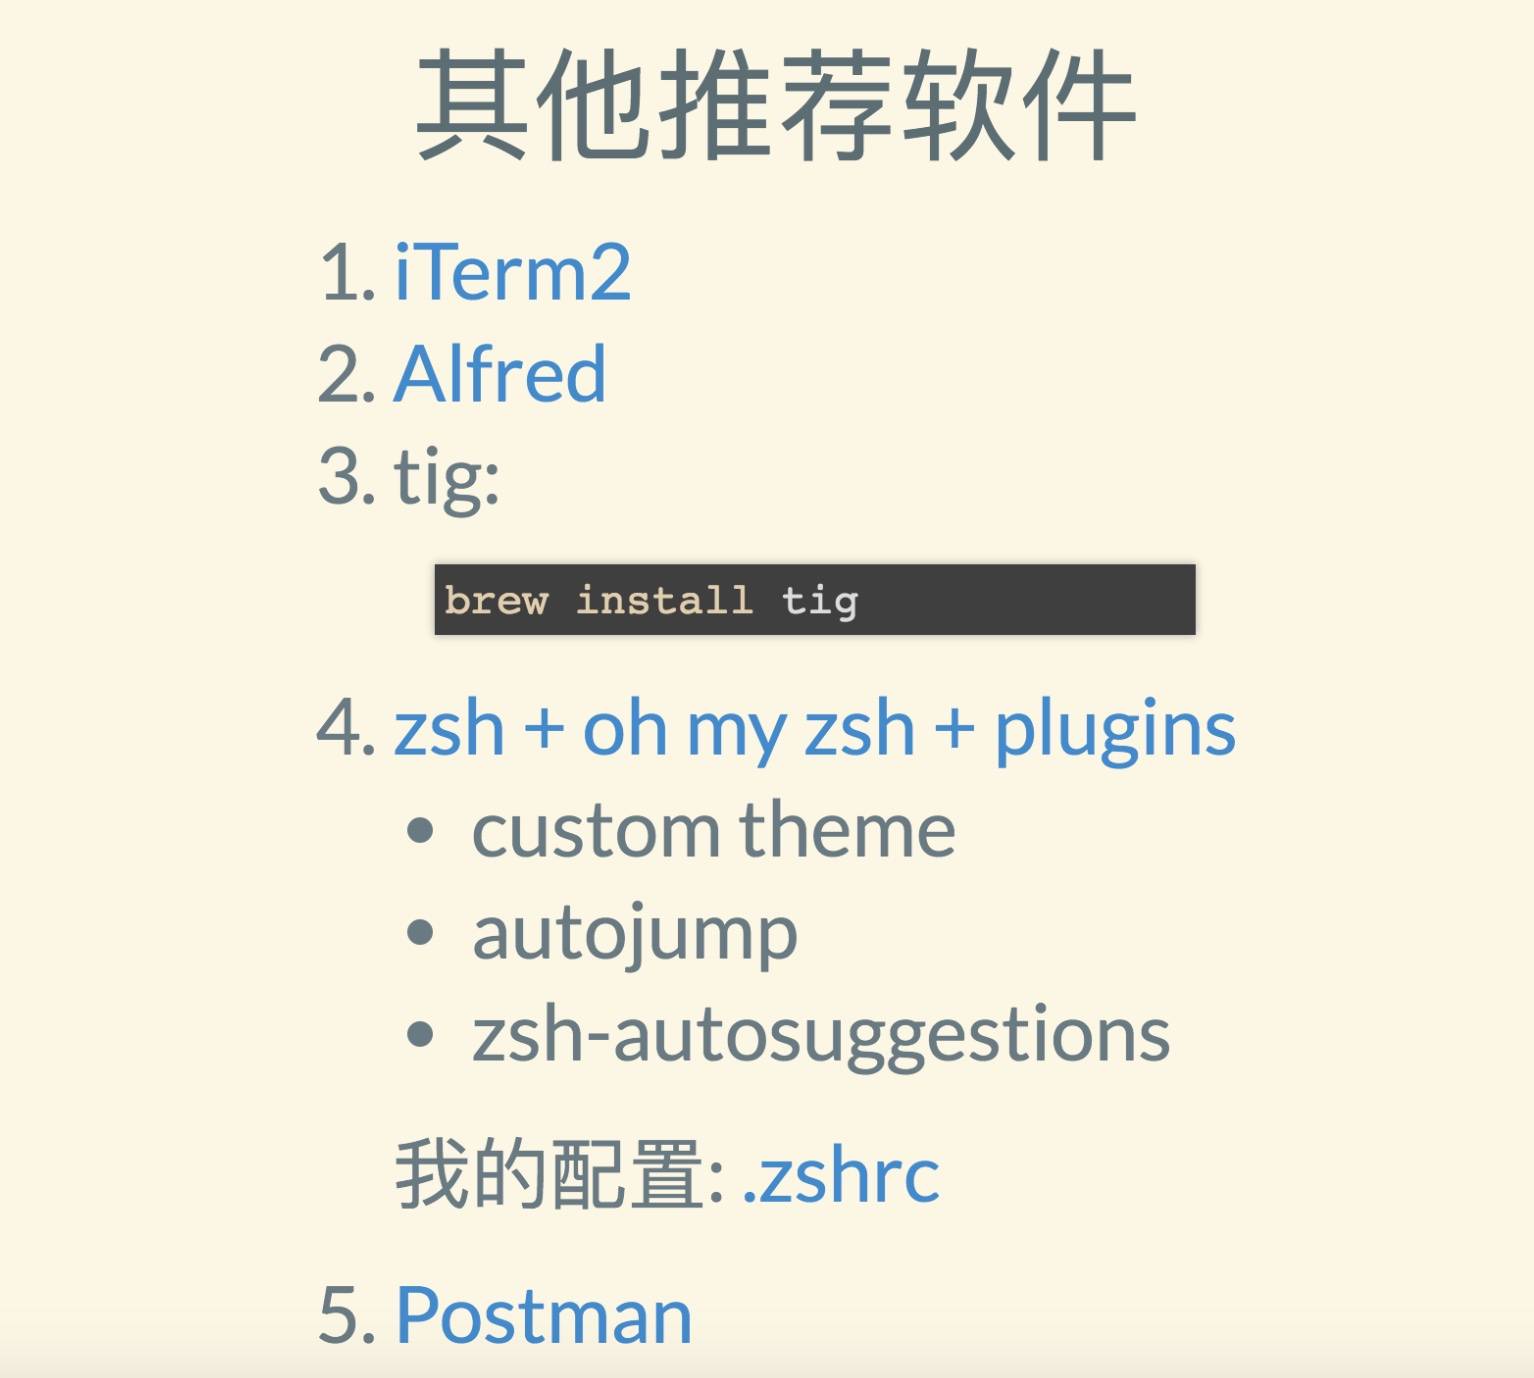 其他推荐软件
1. iTerm2
2. Alfred
3. tig:
brew install tig
4. zsh + oh my zsh + plugins
• custom theme
• autojump
• zsh-autosuggestions
我的配置: .zshrc
5. Postman